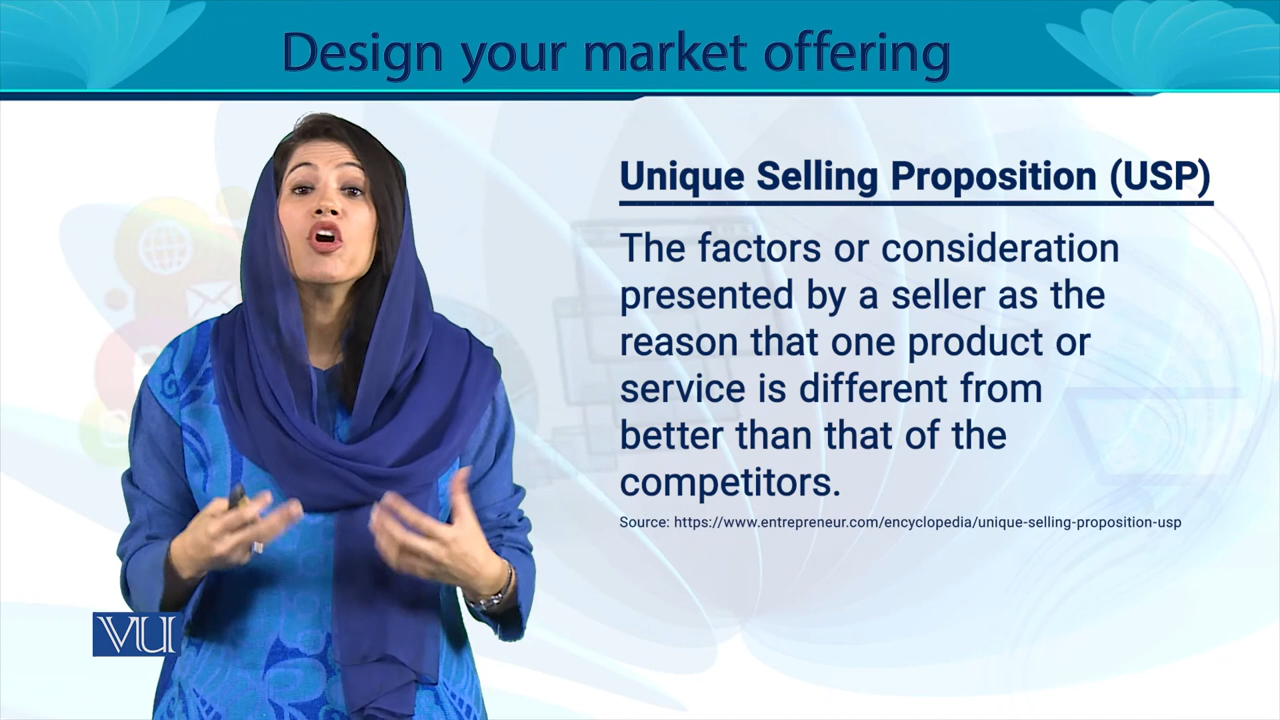 Design your market offering
Unique Selling Proposition (USP)
The factors or consideration
presented by a seller as the
reason that one product or
service is different from
better than that of the
competitors.
Source: https://www.entrepreneur.com/encyclopedia/unique-selling-proposition-usp
VU